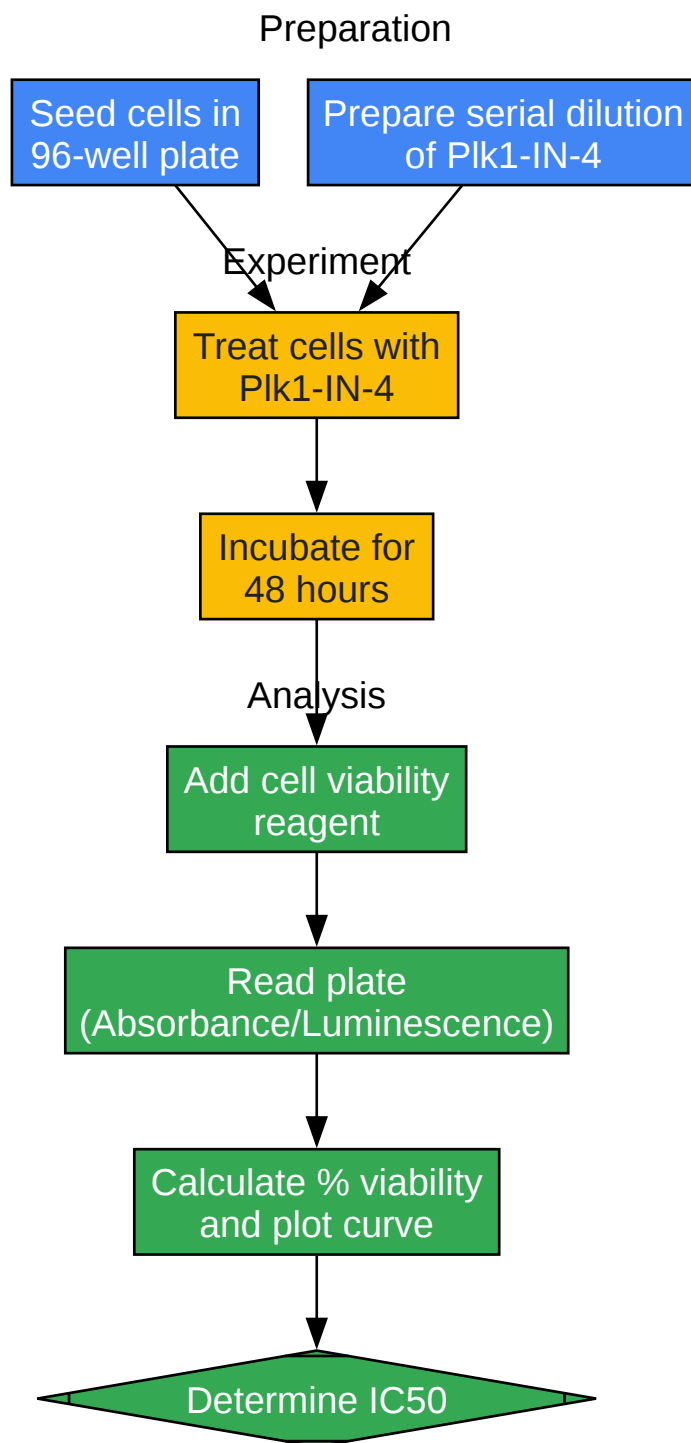 Preparation
Seed cells in
96-well plate
Prepare serial dilution
of Plk1-IN-4
Experiment
Treat cells with
Plk1-IN-4
Incubate for
48 hours
Analysis
Add cell viability
reagent
Read plate
(Absorbance/Luminescence)
Calculate % viability
and plot curve
Determine IC50